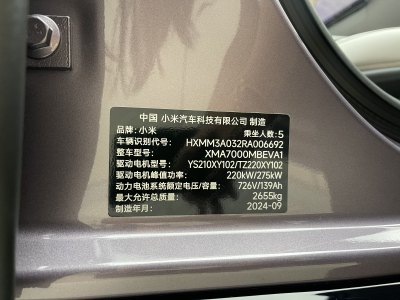 中国 小米汽车科技有限公司 制造
品牌: 小米 乘坐人数: 5
车辆识别代号: HXMM3A032RA006692
整车型号: XMA7000MBEVA1
驱动电机型号: YS210XY102/TZ220XY102
驱动电机峰值功率: 220kW/275kW
动力电池系统额定电压/容量: 726V/139Ah
最大允许总质量: 2655kg
制造年月: 2024-09